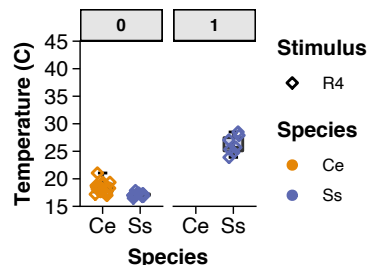 0 1
Temperature (C)
45
40
35
30
25
20
15
Ce Ss Ce Ss
Species
Stimulus
R4
Species
Ce
Ss